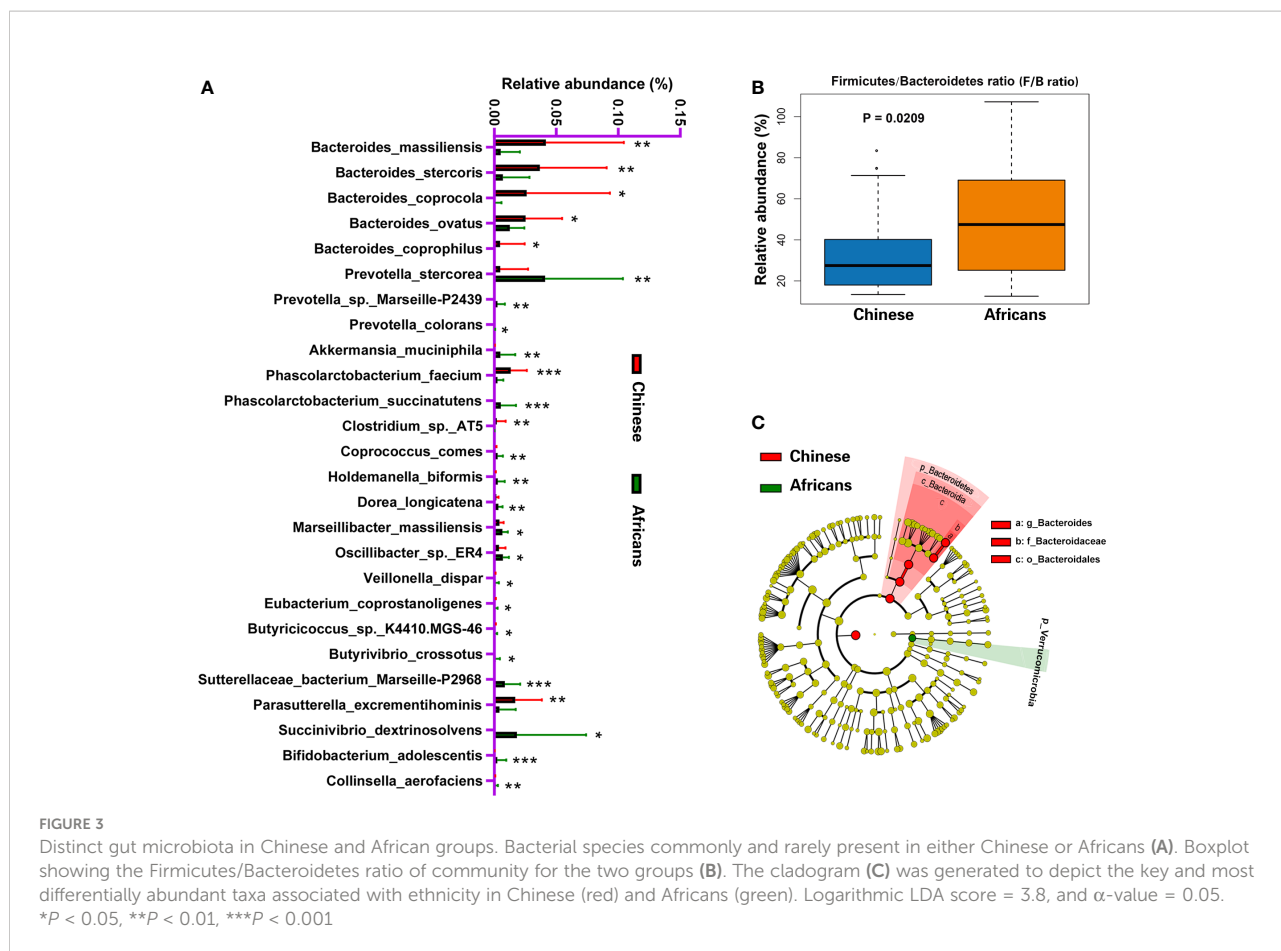 A
Relative abundance (%)
0.00
0.05
0.10
0.15
Bacteroides_massiliensis
**
Bacteroides_stercoris
**
Bacteroides_coprocola
*
Bacteroides_ovatus
*
Bacteroides_coprophilus
*
Prevotella_stercorea
**
Prevotella_sp._Marseille-P2439
**
Prevotella_colorans
*
Akkermansia_muciniphila
**
Phascolarctobacterium_faecium
***
Phascolarctobacterium_succinatutens
***
Clostridium_sp._AT5
**
Coprococcus_comes
**
Holdemanella_biformis
**
Dorea_longicatena
**
Marseillibacter_massiliensis
*
Oscillibacter_sp._ER4
*
Veillonella_dispar
*
Eubacterium_coprostanoligenes
*
Butyricicoccus_sp._K4410.MGS-46
*
Butyrivibrio_crossotus
*
Sutterellaceae_bacterium_Marseille-P2968
***
Parasutterella_excrementihominis
**
Succinivibrio_dextrinosolvens
*
Bifidobacterium_adolescentis
***
Collinsella_aerofaciens
**
Chinese
Africans
B
Firmicutes/Bacteroidetes ratio (F/B ratio)
Relative abundance (%)
100
80
60
40
20
P = 0.0209
Chinese
Africans
C
Chinese
Africans
p_Bacteroidetes
c_Bacteroidia
c
b
a
p_Verrucomicrobia
a: g_Bacteroides
b: f_Bacteroidaceae
c: o_Bacteroidales
FIGURE 3
Distinct gut microbiota in Chinese and African groups. Bacterial species commonly and rarely present in either Chinese or Africans (A). Boxplot
showing the Firmicutes/Bacteroidetes ratio of community for the two groups (B). The cladogram (C) was generated to depict the key and most
differentially abundant taxa associated with ethnicity in Chinese (red) and Africans (green). Logarithmic LDA score = 3.8, and α-value = 0.05.
*P < 0.05, **P < 0.01, ***P < 0.001